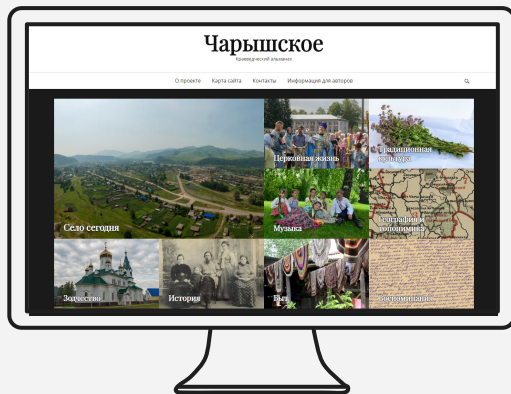 Чарышское
Краеведческий альманах
О проекте Карта сайта Контакты Информация для авторов
Церковная жизнь
Традиционная
культура
Село сегодня
Музыка
География и
топонимика
Зодчество
История
Быт
Воспоминания